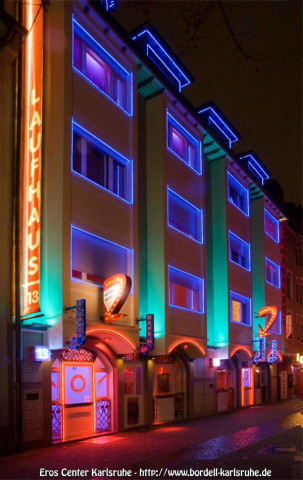 LAUFHAUS
13
Eros Center Karlsruhe - http://www.bordell-karlsruhe.de